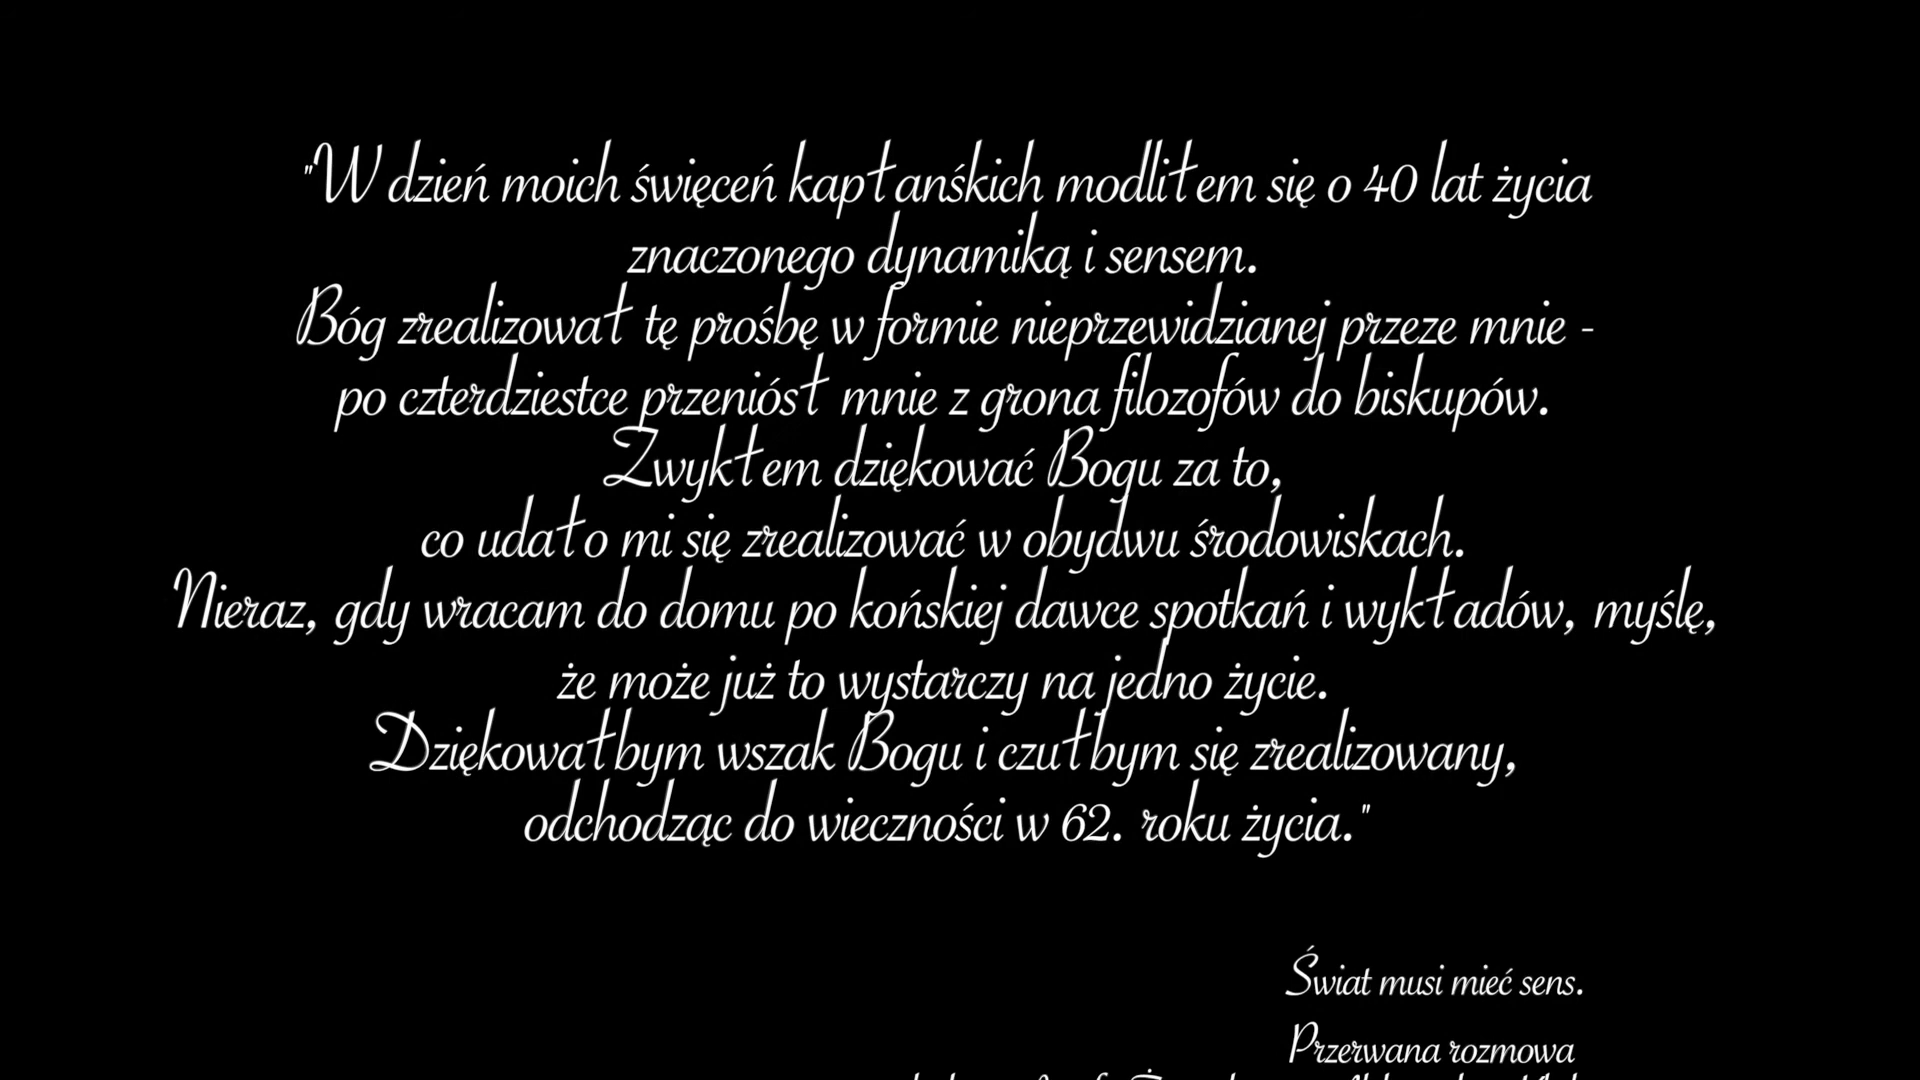 "W dzień moich święceń kapłańśkich modliłem się o 40 lat życia
znaczonego dynamiką i sensem.
Bóg zrealizował tę prośbę w formie nieprzewidzianej przeze mnie -
po czterdziestce przeniósł mnie z grona filozofów do biskupów.
Zwykłem dziękować Bogu za to,
co udało mi się zrealizować w obydwu środowiskach.
Nieraz, gdy wracam do domu po końskiej dawce spotkań i wykładów, myślę,
że może już to wystarczy na jedno życie.
Dziękowałbym wszak Bogu i czułbym się zrealizowany,
odchodząc do wieczności w 62. roku życia."
Świat musi mieć sens.
Przerwana rozmowa